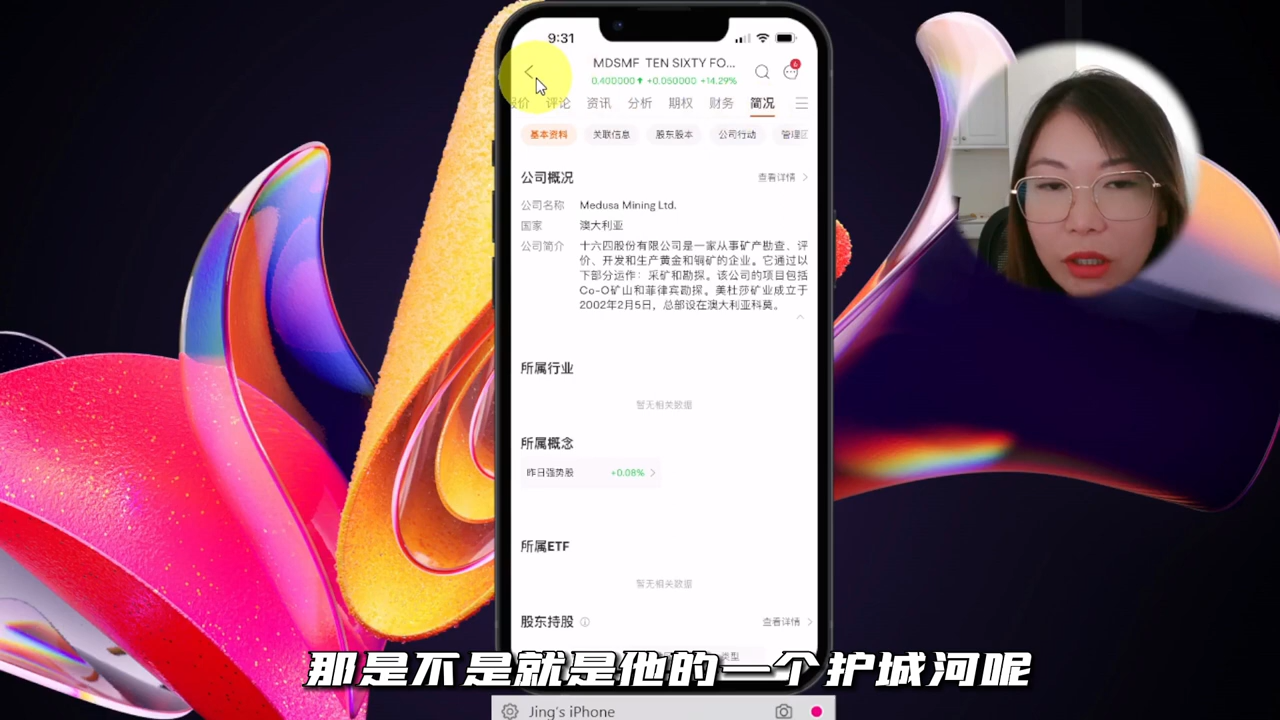 9:31
MDSMF TEN SIXTY FO...
6
0.400000 +0.050000 +14.29%
报价 评论 资讯 分析 期权 财务 简况
基本资料 关联信息 股东股本 公司行动 管理
公司概况 查看详情
公司名称 Medusa Mining Ltd.
国家 澳大利亚
公司简介 十六四股份有限公司是一家从事矿产勘查、评
价、开发和生产黄金和铜矿的企业。它通过以
下部分运作：采矿和勘探。该公司的项目包括
Co-O矿山和菲律宾勘探。美杜莎矿业成立于
2002年2月5日，总部设在澳大利亚科莫。
所属行业
暂无相关数据
所属概念
昨日强势股 +0.08%
所属ETF
暂无相关数据
股东持股 查看详情
类型
那是不是就是他的一个护城河呢
Jing's iPhone